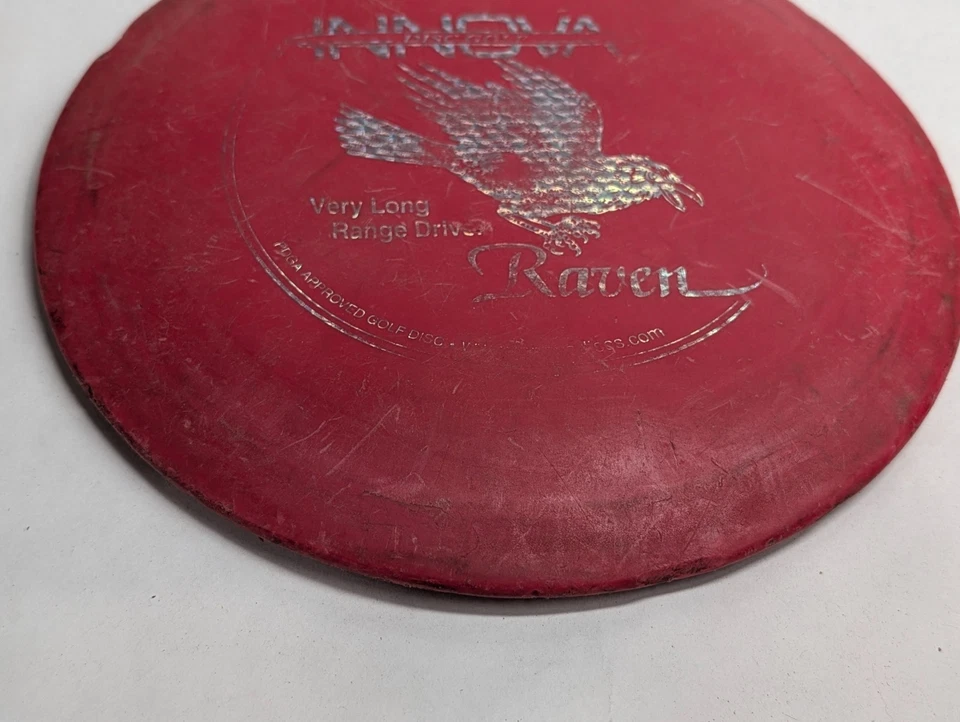 INNOVA
Very Long
Range Driver
Raven
PDGA APPROVED GOLF DISC -